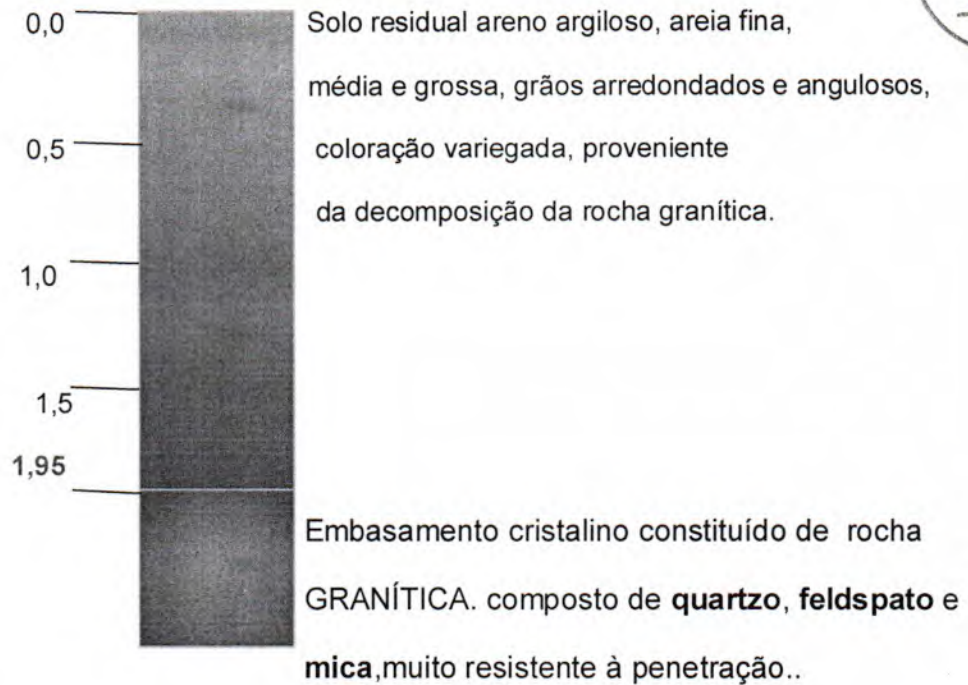 0,0
Solo residual areno argiloso, areia fina,
média e grossa, grãos arredondados e angulosos,
0,5
coloração variegada, proveniente
da decomposição da rocha granítica.
1,0
1,5
1,95
Embasamento cristalino constituído de rocha
GRANÍTICA. composto de quartzo, feldspato e
mica,muito resistente à penetração..